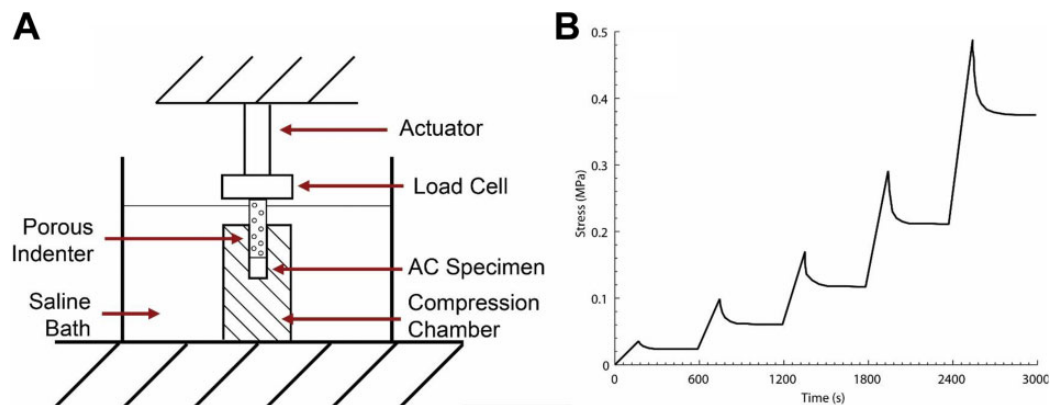 A
Actuator
Load Cell
Porous
Indenter
AC Specimen
Saline
Bath
Compression
Chamber
B
0.5
0.4
0.3
0.2
0.1
0
Stress (MPa)
0
600
1200
1800
2400
3000
Time (s)